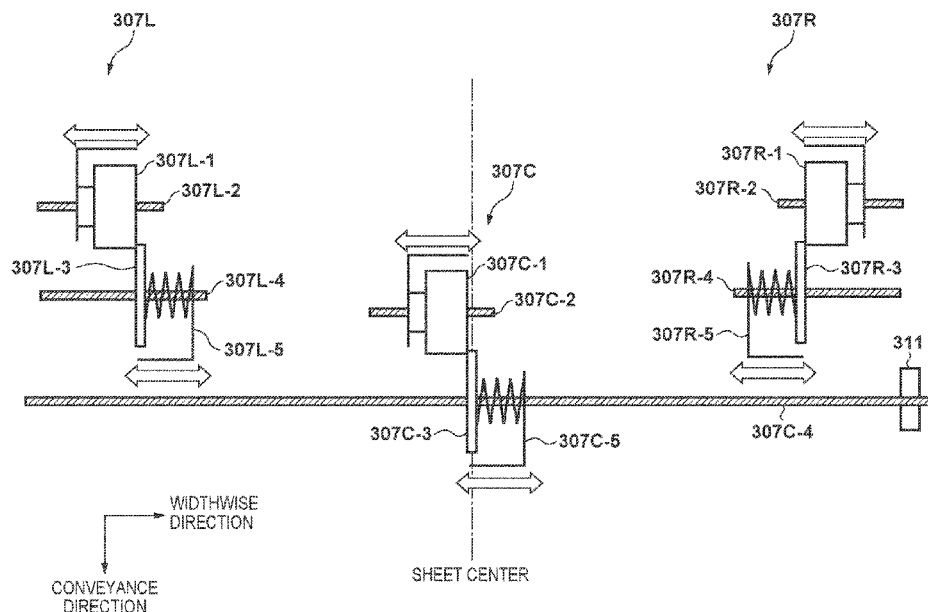 307L
307R
307L-1
307R-1
307C
307L-2
307R-2
307L-3
307C-1
307R-3
307L-4
307R-4
307C-2
307L-5
307R-5
311
307C-3
307C-5
307C-4
WIDTHWISE
DIRECTION
SHEET CENTER
CONVEYANCE
DIRECTION